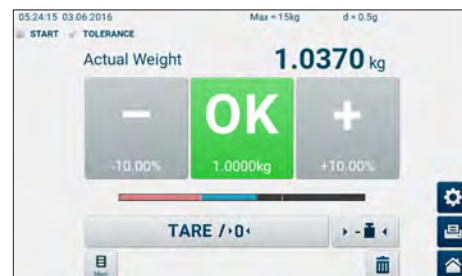 05:24:15 03.06.2016 Max = 15kg d = 0.5g
START TOLERANCE
Actual Weight 1.0370 kg
− OK +
-10.00% 1.0000kg +10.00%
TARE /›0‹ › - ‹